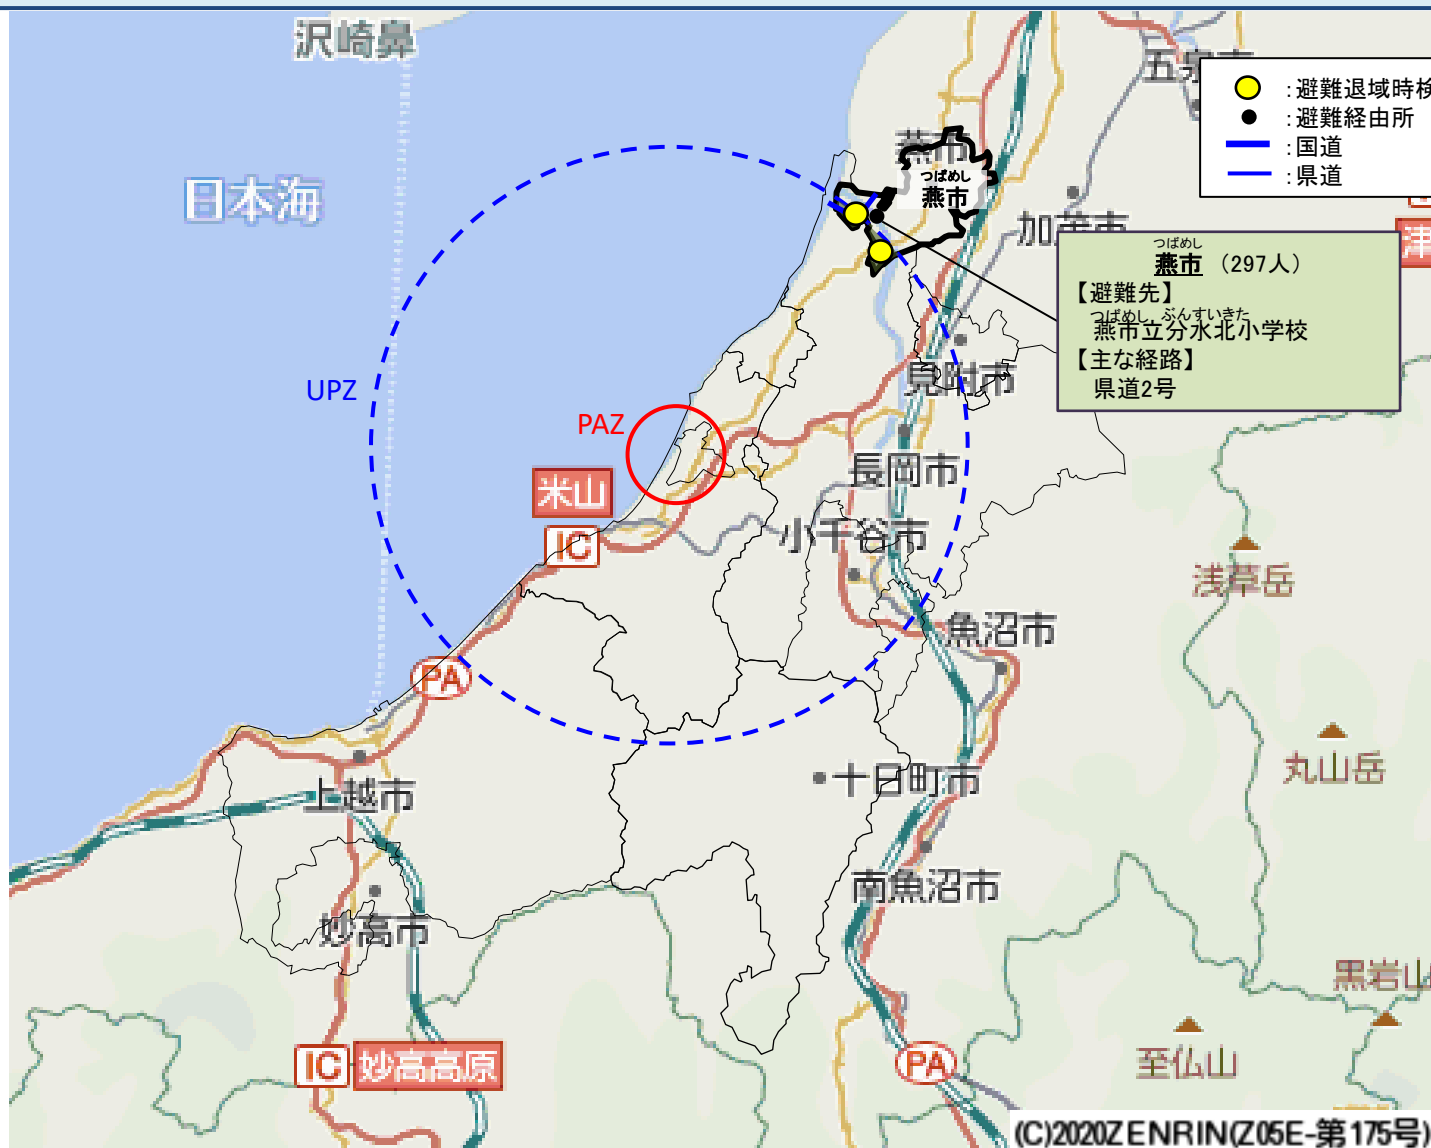 沢崎鼻
:避難退域時検
:避難経由所
:国道
:県道
燕市
つばめし
燕市
日本海
加茂市
つばめし
燕市 (297人)
【避難先】
つばめし ぶんすいきた
燕市立分水北小学校
【主な経路】
県道2号
津
見附市
UPZ
PAZ
長岡市
米山
IC
小千谷市
浅草岳
魚沼市
PA
丸山岳
上越市
十日町市
南魚沼市
妙高市
黒岩山
至仏山
IC 妙高高原
PA
(C)2020ZENRIN(Z05E-第175号)